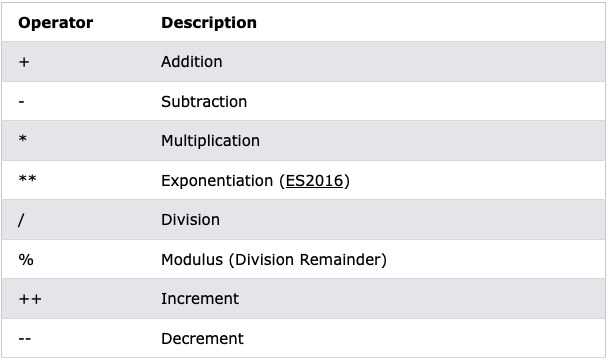 Operator Description
+ Addition
- Subtraction
* Multiplication
** Exponentiation (ES2016)
/ Division
% Modulus (Division Remainder)
++ Increment
-- Decrement